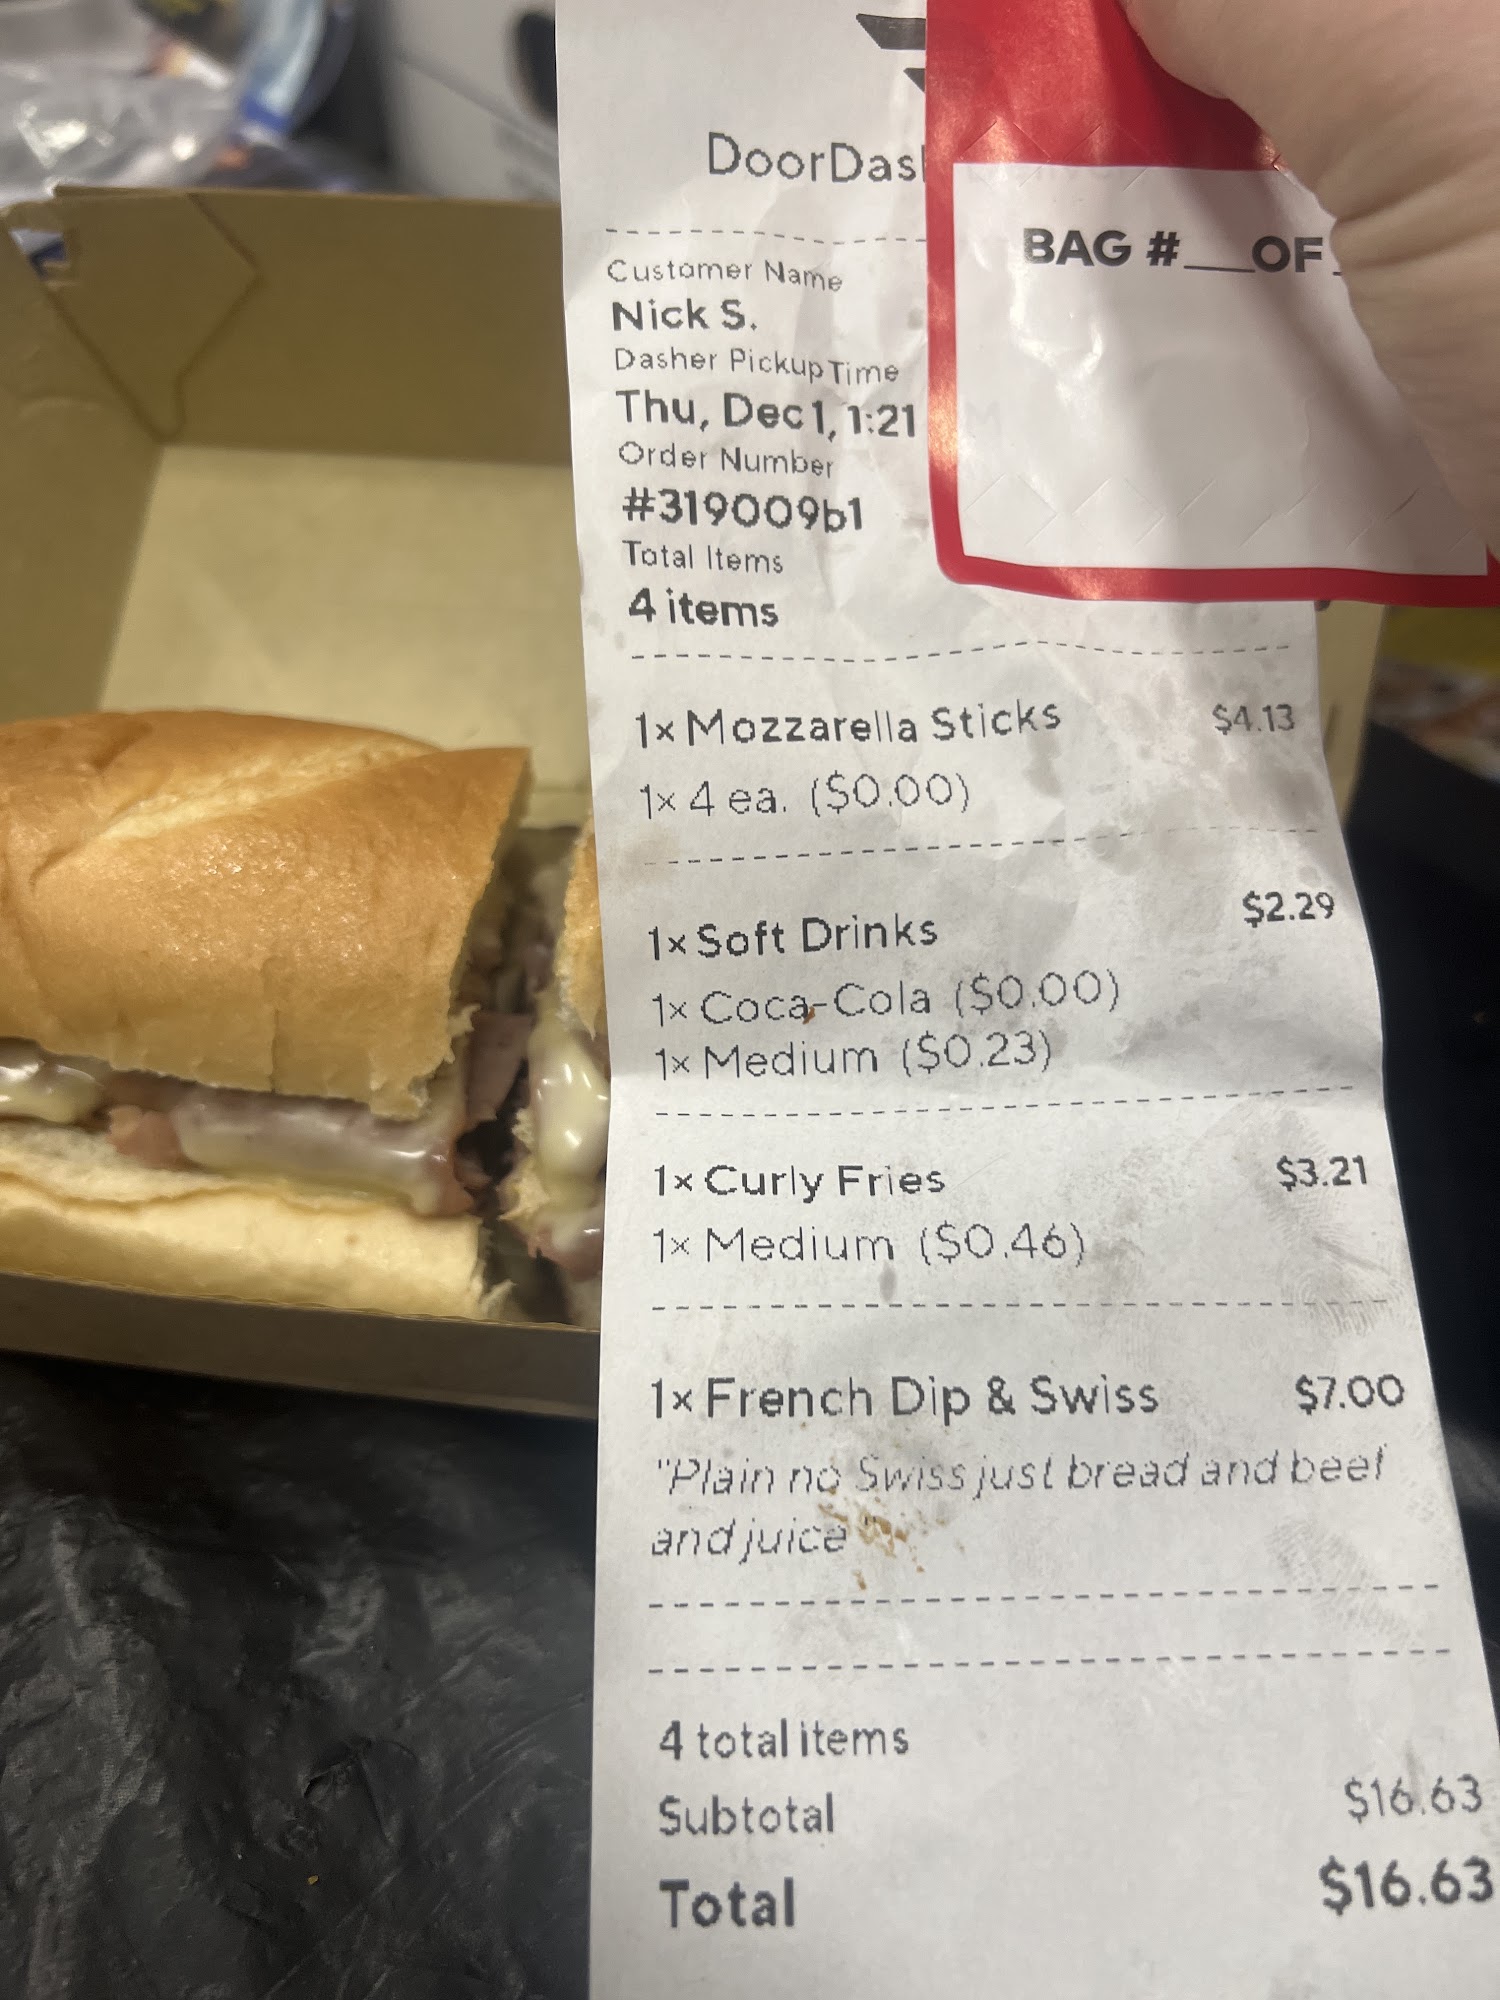 DoorDas
BAG #___OF
Customer Name
Nick S.
Dasher Pickup Time
Thu, Dec 1, 1:21
Order Number
#319009b1
Total Items
4 items
1x Mozzarella Sticks $4.13
1x 4 ea. ($0.00)
1x Soft Drinks $2.29
1x Coca-Cola ($0.00)
1x Medium ($0.23)
1x Curly Fries $3.21
1x Medium ($0.46)
1x French Dip & Swiss $7.00
"Plain no Swiss just bread and beef
and juice "
4 total items
Subtotal $16.63
Total $16.63